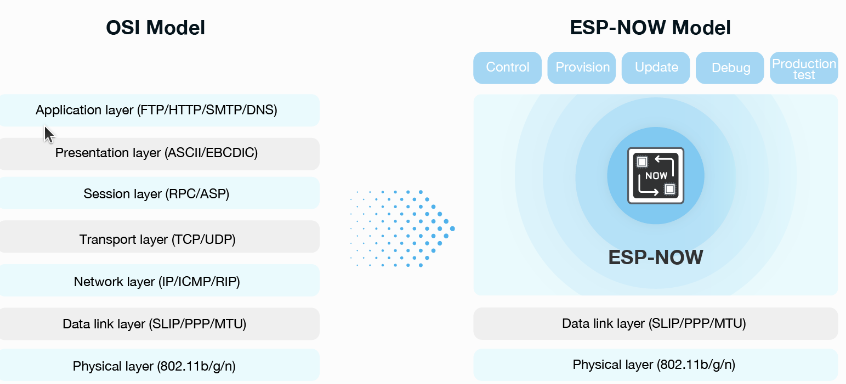 OSI Model
Application layer (FTP/HTTP/SMTP/DNS)
Presentation layer (ASCII/EBCDIC)
Session layer (RPC/ASP)
Transport layer (TCP/UDP)
Network layer (IP/ICMP/RIP)
Data link layer (SLIP/PPP/MTU)
Physical layer (802.11b/g/n)
ESP-NOW Model
Control
Provision
Update
Debug
Production
test
NOW
ESP-NOW
Data link layer (SLIP/PPP/MTU)
Physical layer (802.11b/g/n)